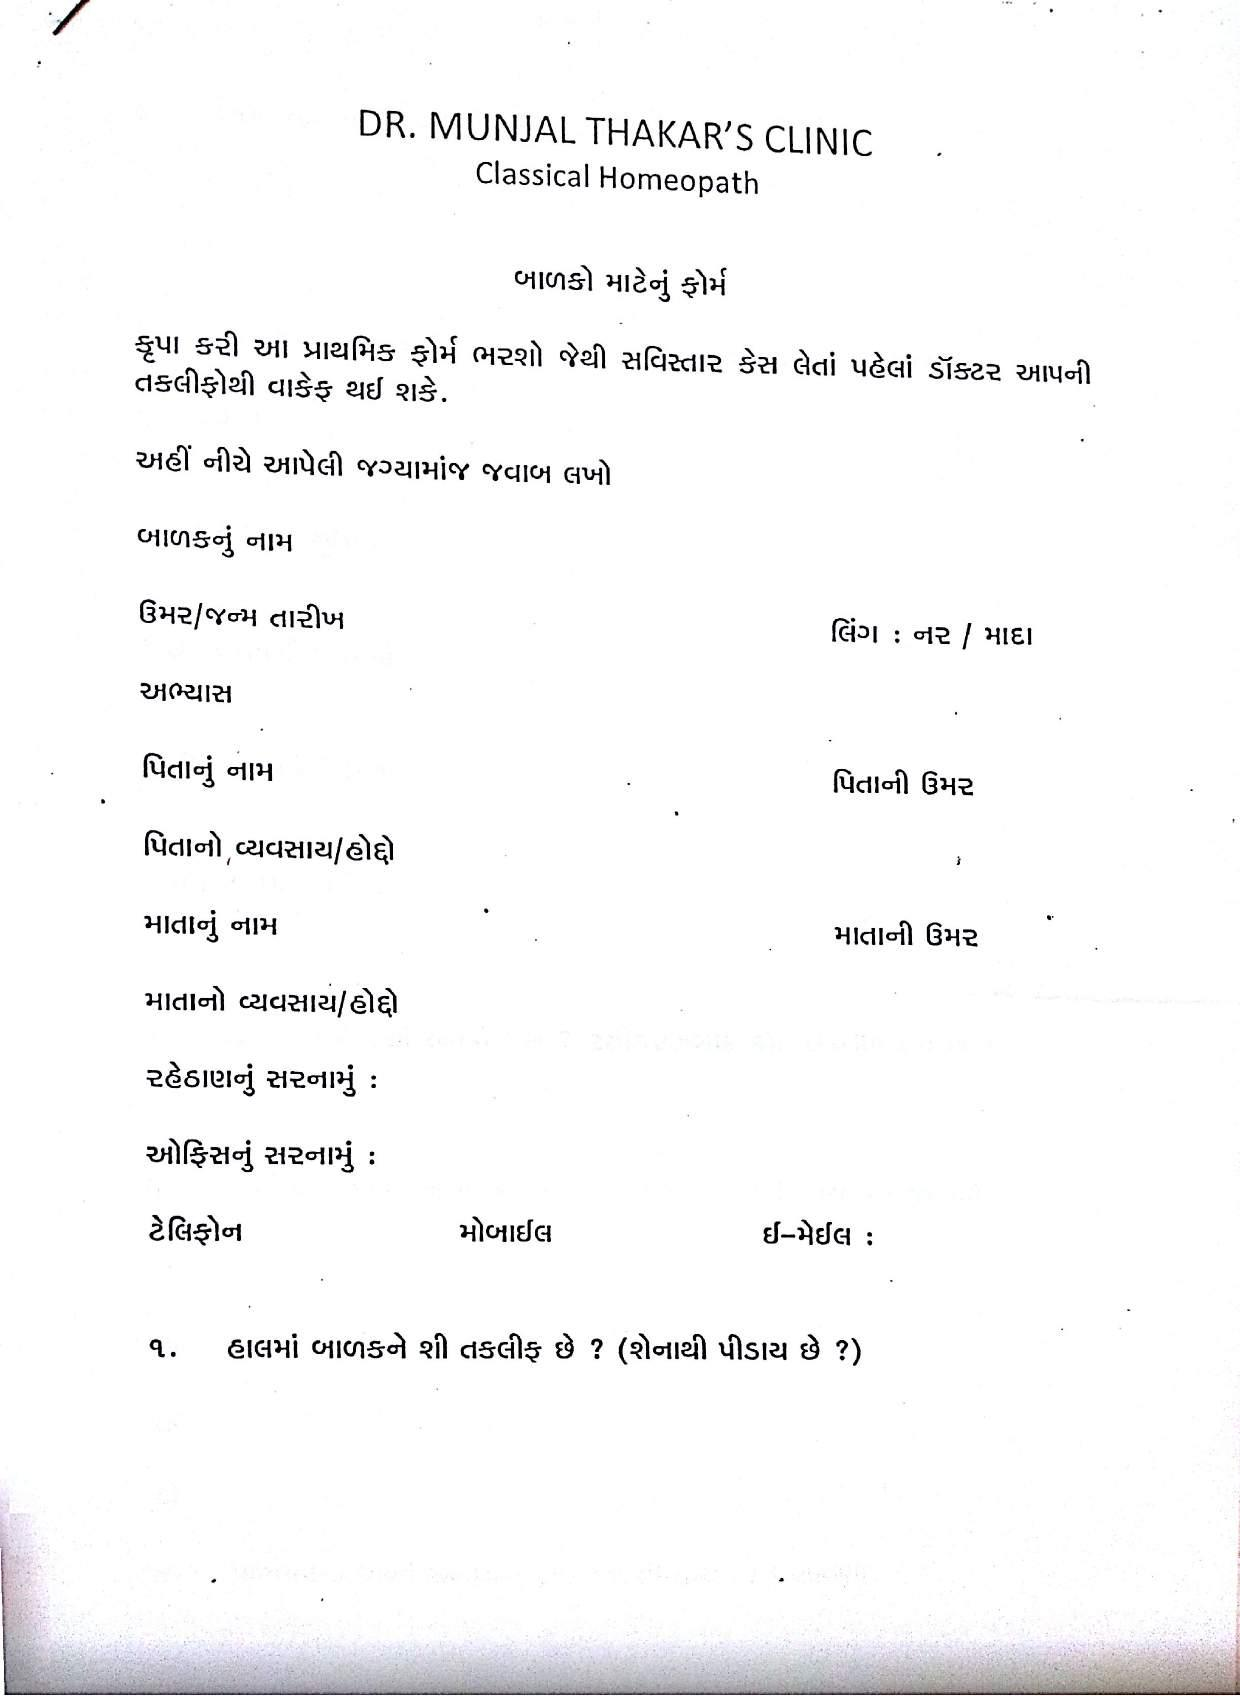 DR. MUNJAL THAKAR'S CLINIC
Classical Homeopath
બાળકો માટેનું ફોર્મ
કૃપા કરી આ પ્રાથમિક ફોર્મ ભરશો જેથી સવિસ્તાર કેસ લેતાં પહેલાં ડૉક્ટર આપની
તકલીફોથી વાકેફ થઈ શકે.
અહીં નીચે આપેલી જગ્યામાંજ જવાબ લખો
બાળકનું નામ
ઉમર/જન્મ તારીખ લિંગ : નર / માદા
અભ્યાસ
પિતાનું નામ પિતાની ઉમર
પિતાનો વ્યવસાય/હોદ્દો
માતાનું નામ માતાની ઉમર
માતાનો વ્યવસાય/હોદ્દો
રહેઠાણનું સરનામું :
ઓફિસનું સરનામું :
ટેલિફોન મોબાઈલ ઈ-મેઈલ :
૧. હાલમાં બાળકને શી તકલીફ છે ? (શેનાથી પીડાય છે ?)